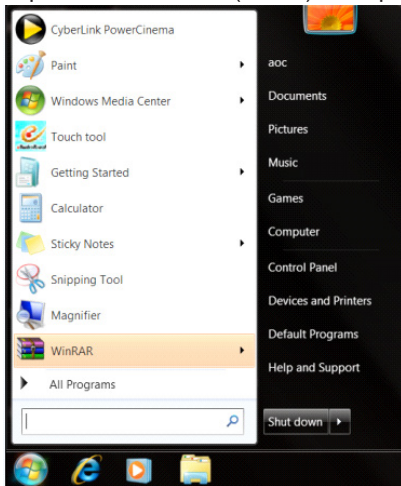 CyberLink PowerCinema
Paint
Windows Media Center
Touch tool
Getting Started
Calculator
Sticky Notes
Snipping Tool
Magnifier
WinRAR
All Programs
aoc
Documents
Pictures
Music
Games
Computer
Control Panel
Devices and Printers
Default Programs
Help and Support
Shut down